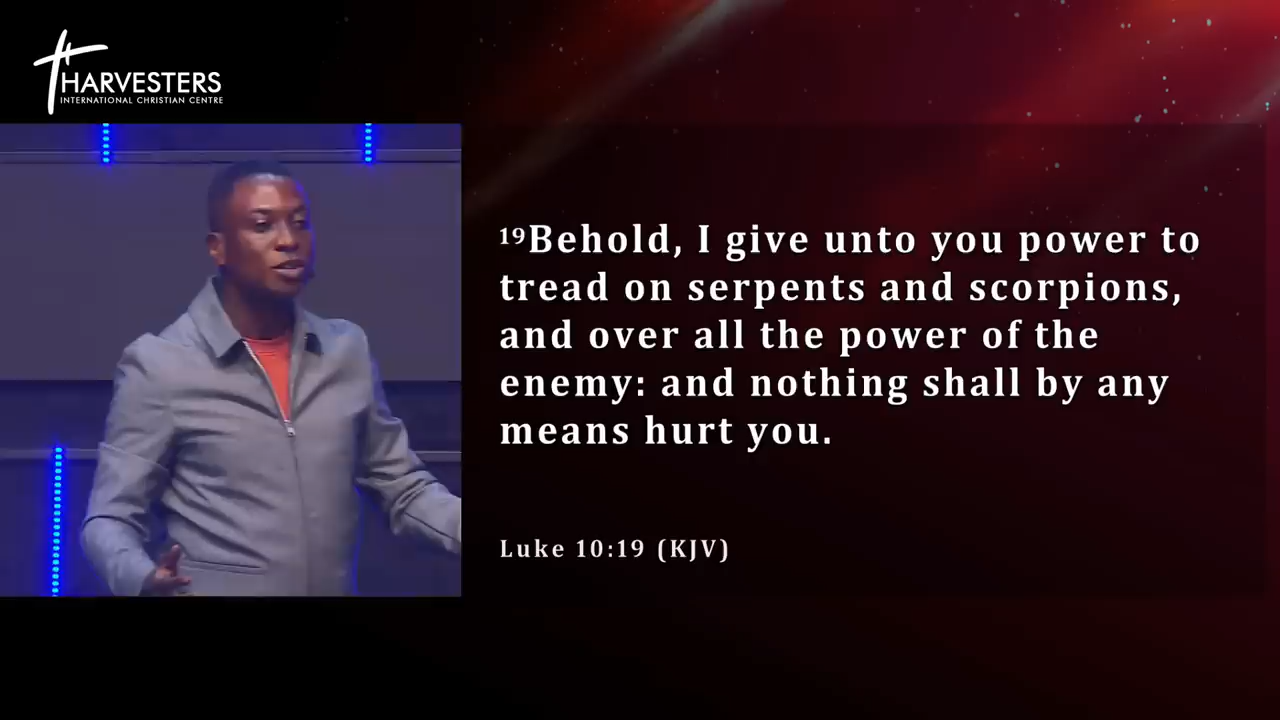 HARVESTERS
INTERNATIONAL CHRISTIAN CENTRE
19Behold, I give unto you power to
tread on serpents and scorpions,
and over all the power of the
enemy: and nothing shall by any
means hurt you.
Luke 10:19 (KJV)